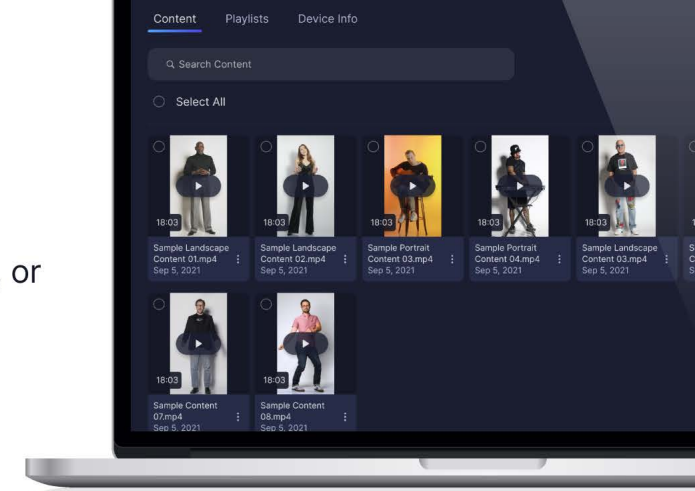 Content Playlists Device Info
Search Content
Select All
18:03 18:03 18:03 18:03 18:03
Sample Landscape
Content 01.mp4
Sep 5, 2021
Sample Landscape
Content 02.mp4
Sep 5, 2021
Sample Portrait
Content 03.mp4
Sep 5, 2021
Sample Portrait
Content 04.mp4
Sep 5, 2021
Sample Landscape
Content 03.mp4
Sep 5, 2021
or
18:03 18:03
Sample Content
07.mp4
Sep 5, 2021
Sample Content
08.mp4
Sep 5, 2021